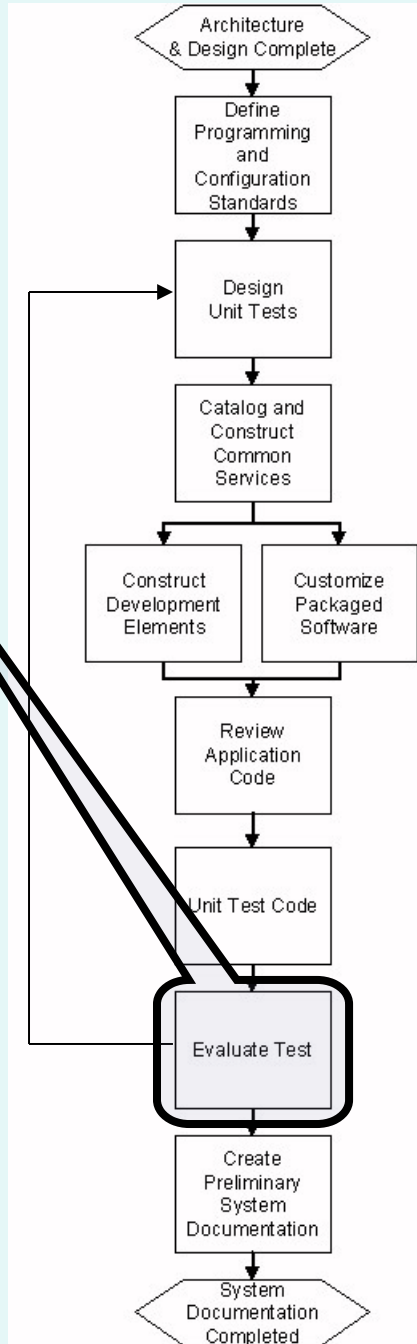 Architecture
& Design Complete
Define
Programming
and
Configuration
Standards
Design
Unit Tests
Catalog and
Construct
Common
Services
Construct
Development
Elements
Customize
Packaged
Software
Review
Application
Code
Unit Test Code
Evaluate Test
Create
Preliminary
System
Documentation
System
Documentation
Completed